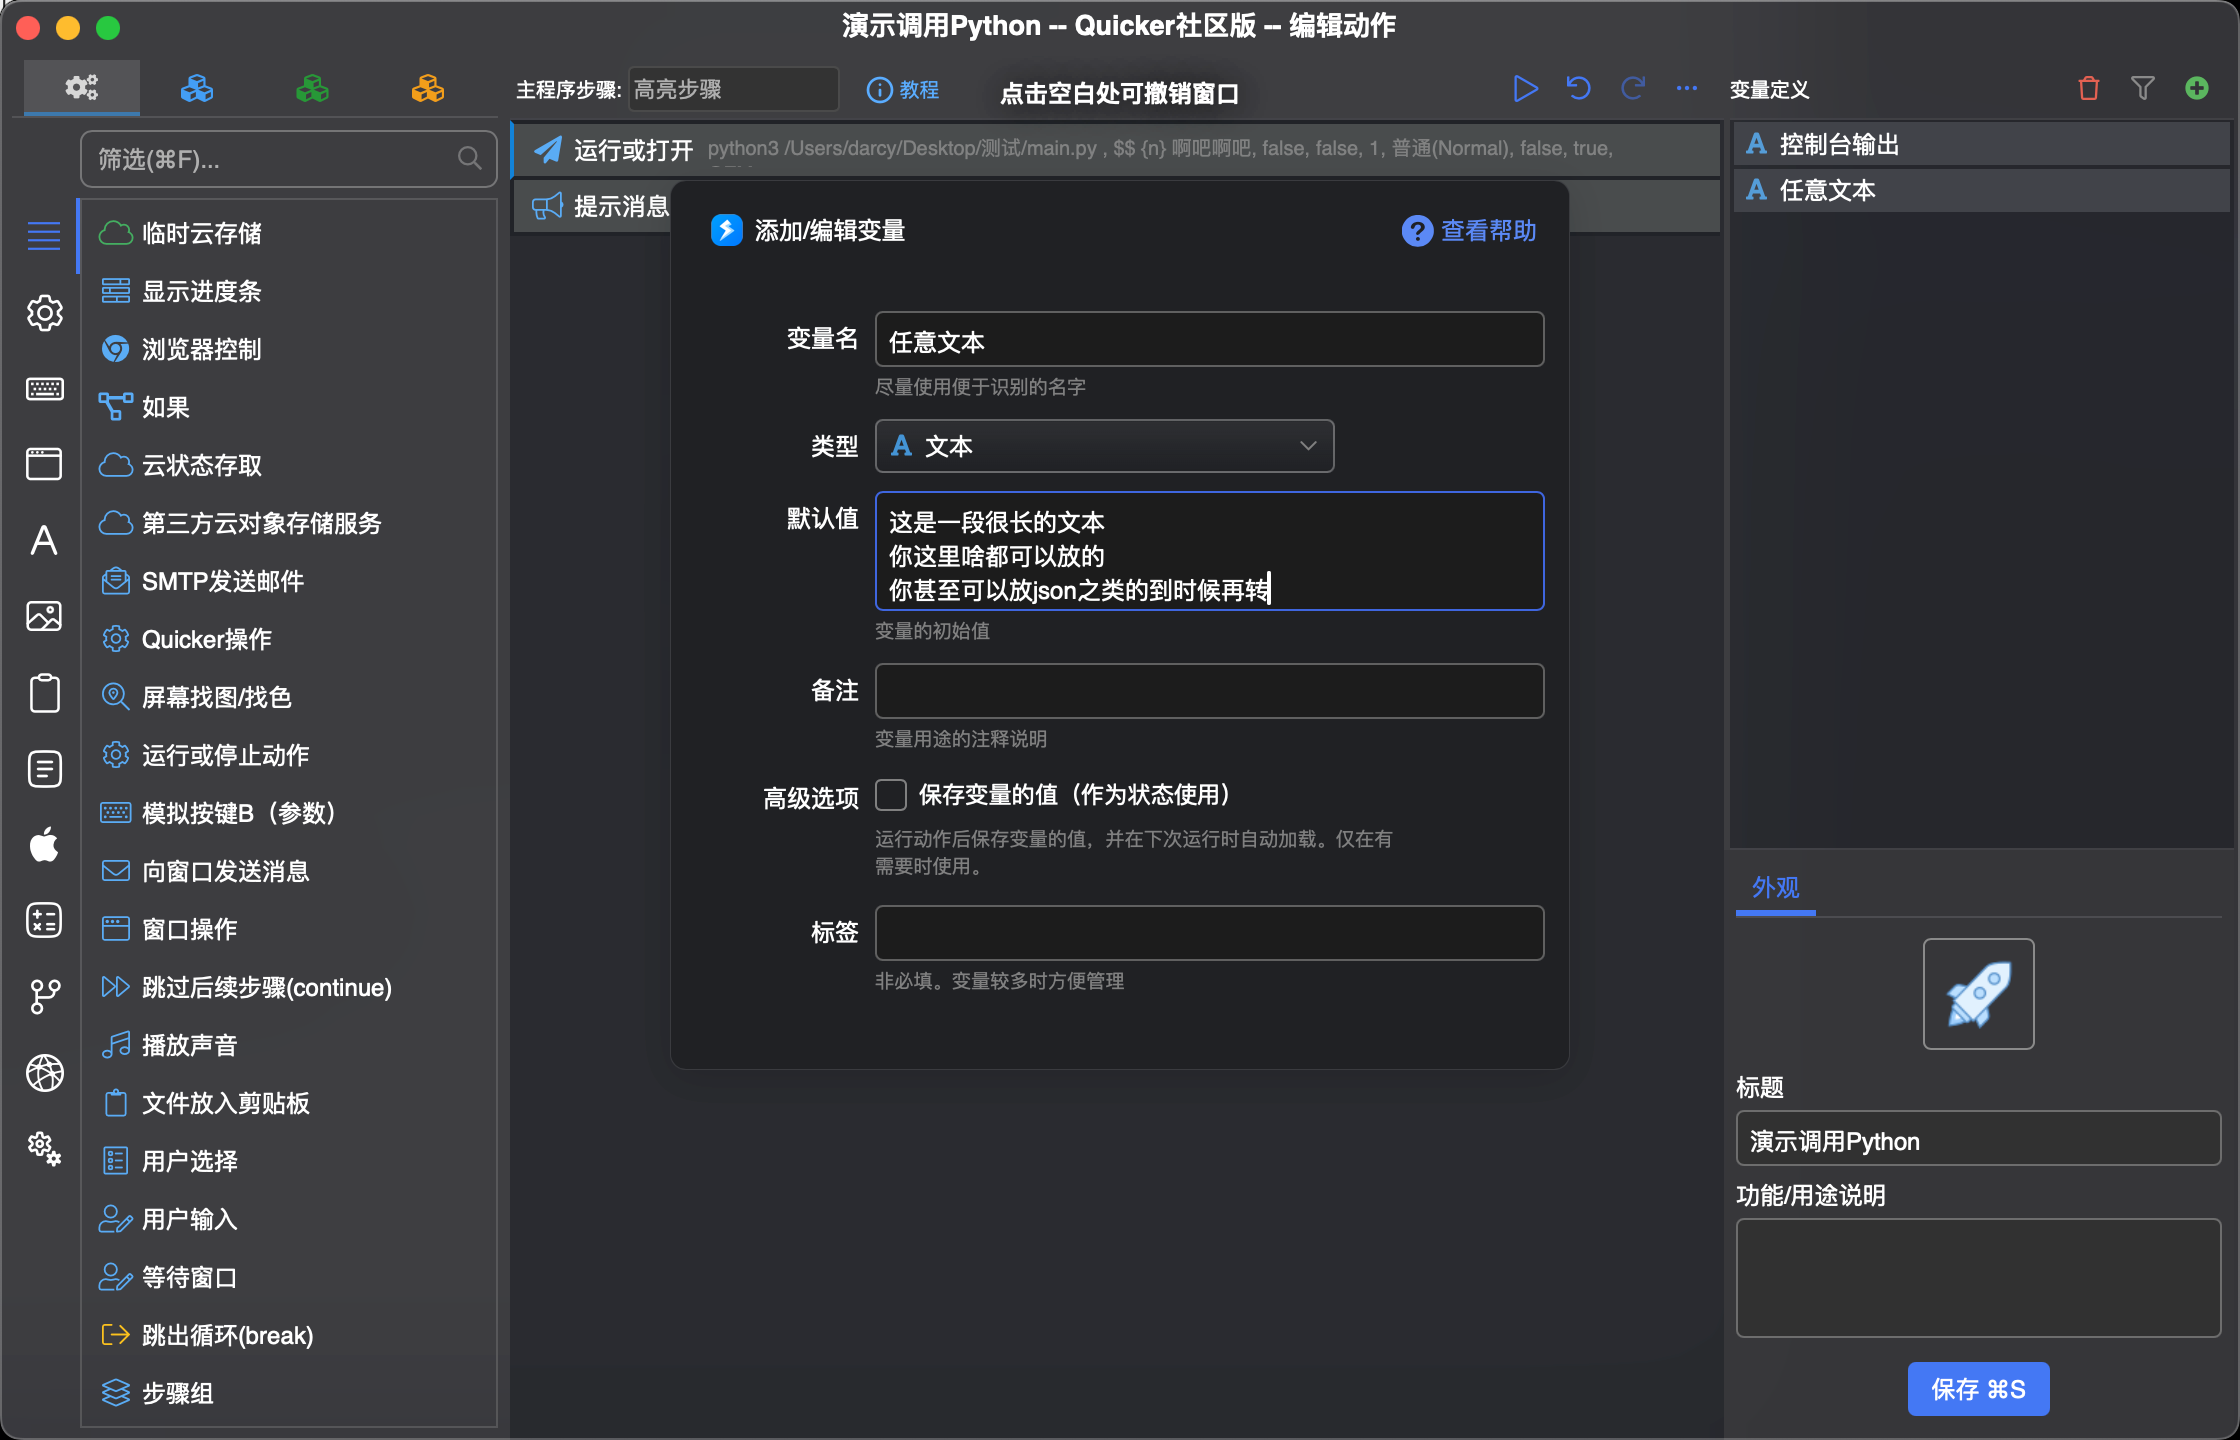 演示调用Python -- Quicker社区版 -- 编辑动作
主程序步骤: 高亮步骤
教程
点击空白处可撤销窗口
变量定义
筛选(⌘F)...
临时云存储
显示进度条
浏览器控制
如果
云状态存取
第三方云对象存储服务
SMTP发送邮件
Quicker操作
屏幕找图/找色
运行或停止动作
模拟按键B（参数）
向窗口发送消息
窗口操作
跳过后续步骤(continue)
播放声音
文件放入剪贴板
用户选择
用户输入
等待窗口
跳出循环(break)
步骤组
运行或打开 python3 /Users/darcy/Desktop/测试/main.py , $$ {n} 啊吧啊吧, false, false, 1, 普通(Normal), false, true,
提示消息
添加/编辑变量
查看帮助
变量名 任意文本
尽量使用便于识别的名字
类型 A 文本
默认值 这是一段很长的文本
你这里啥都可以放的
你甚至可以放json之类的到时候再转
变量的初始值
备注
变量用途的注释说明
高级选项 保存变量的值（作为状态使用）
运行动作后保存变量的值，并在下次运行时自动加载。仅在有
需要时使用。
标签
非必填。变量较多时方便管理
A 控制台输出
A 任意文本
外观
标题
演示调用Python
功能/用途说明
保存 ⌘S